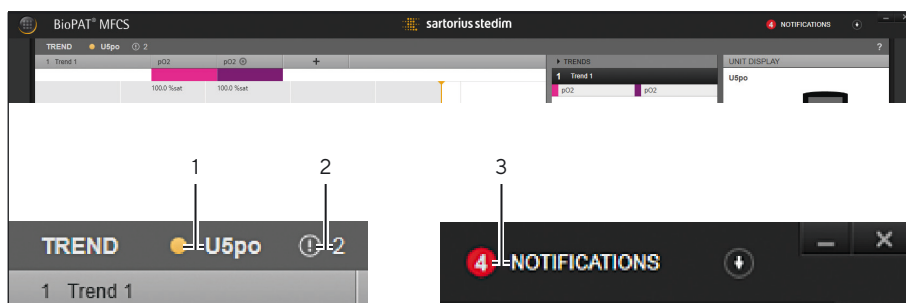 BioPAT® MFCS sartorius stedim 4 NOTIFICATIONS
TREND U5po 2 ?
1 Trend 1 pO2 pO2 + TRENDS UNIT DISPLAY
1 Trend 1 U5po
100.0 %sat 100.0 %sat pO2 pO2
1 2 3
TREND U5po 2 4 NOTIFICATIONS
1 Trend 1